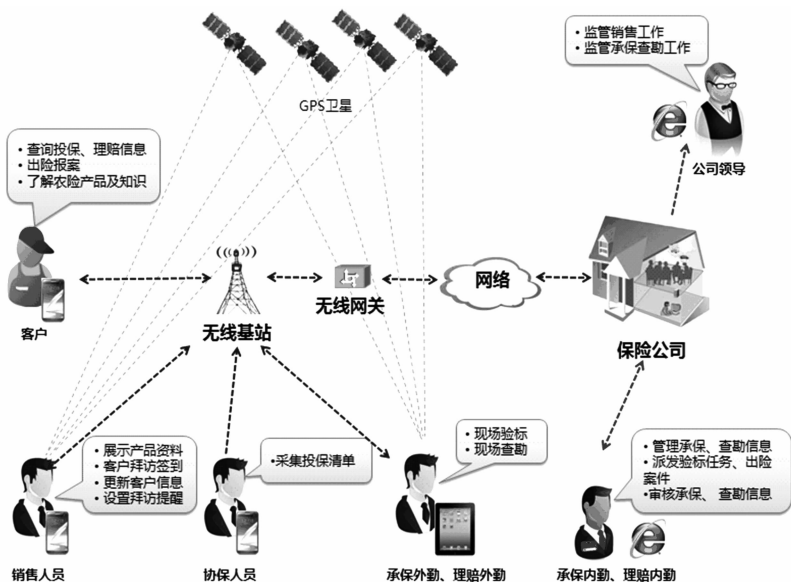 • 监管销售工作
• 监管承保查勘工作
GPS卫星
公司领导
• 查询投保、理赔信息
• 出险报案
• 了解农险产品及知识
客户
无线基站
无线网关
网络
保险公司
• 展示产品资料
• 客户拜访签到
• 更新客户信息
• 设置拜访提醒
销售人员
•采集投保清单
协保人员
• 现场验标
• 现场查勘
承保外勤、理赔外勤
• 管理承保、查勘信息
• 派发验标任务、出险
案件
•审核承保、 查勘信息
承保内勤、理赔内勤